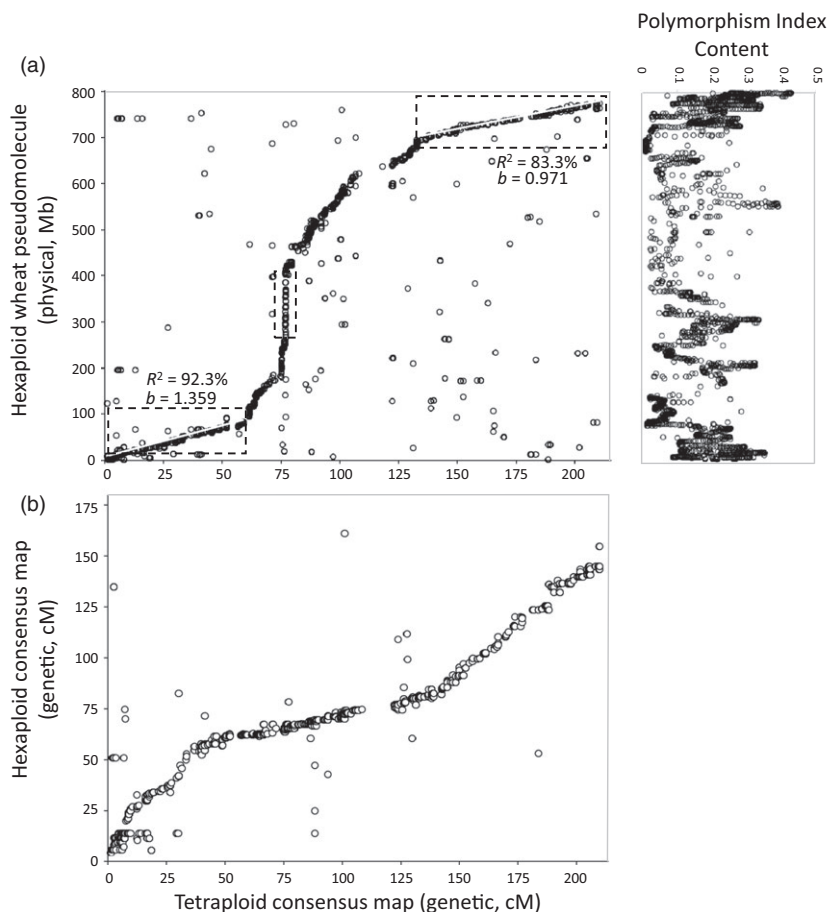 Polymorphism Index
Content
0 0.1 0.2 0.3 0.4 0.5
(a)
Hexaploid wheat pseudomolecule
(physical, Mb)
800
700
600
500
400
300
200
100
0
R² = 83.3%
b = 0.971
R² = 92.3%
b = 1.359
0 25 50 75 100 125 150 175 200
(b)
Hexaploid consensus map
(genetic, cM)
175
150
125
100
75
50
25
0
0 25 50 75 100 125 150 175 200
Tetraploid consensus map (genetic, cM)